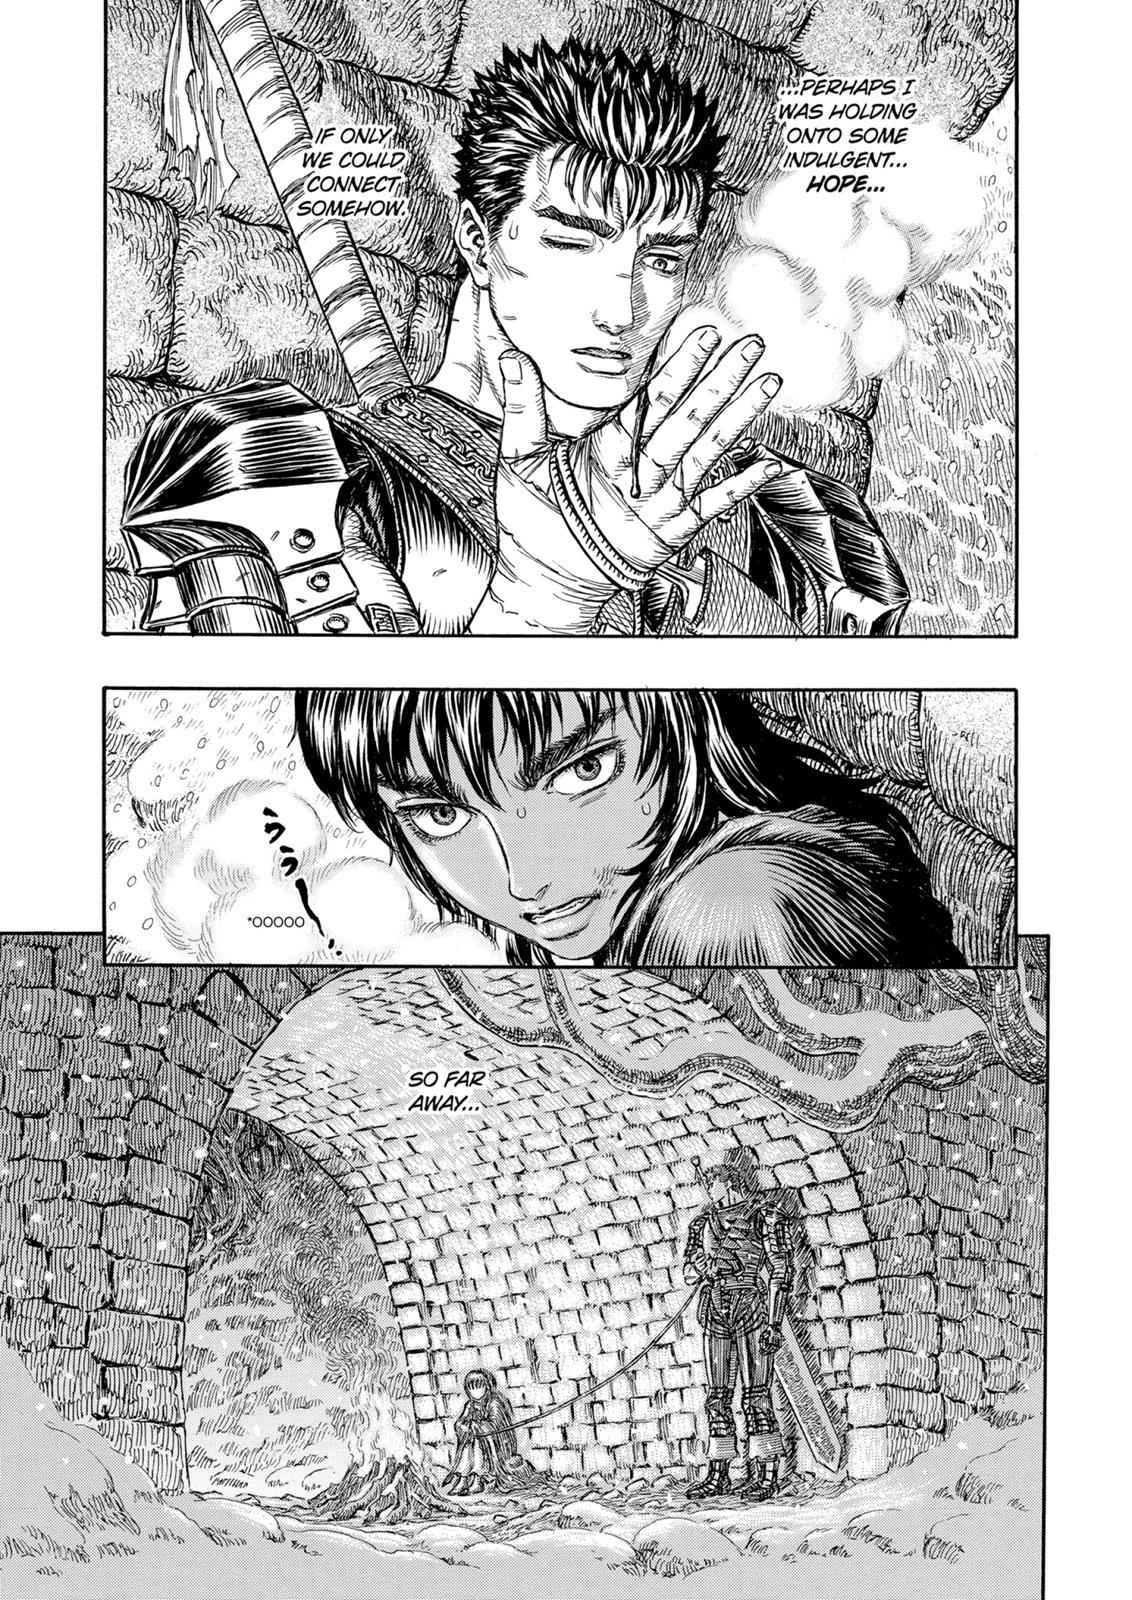 ...PERHAPS I
WAS HOLDING
ONTO SOME
INDULGENT...
HOPE...
IF ONLY
WE COULD
CONNECT
SOMEHOW.
うぅー
*OOOOO
SO FAR
AWAY...